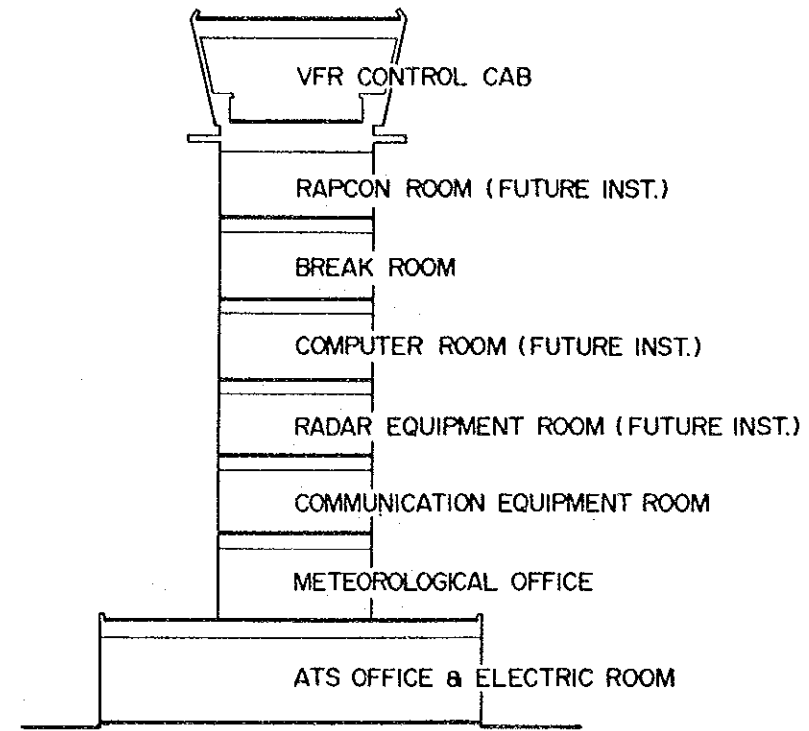 VFR CONTROL CAB
RAPCON ROOM (FUTURE INST.)
BREAK ROOM
COMPUTER ROOM (FUTURE INST.)
RADAR EQUIPMENT ROOM (FUTURE INST.)
COMMUNICATION EQUIPMENT ROOM
METEOROLOGICAL OFFICE
ATS OFFICE & ELECTRIC ROOM